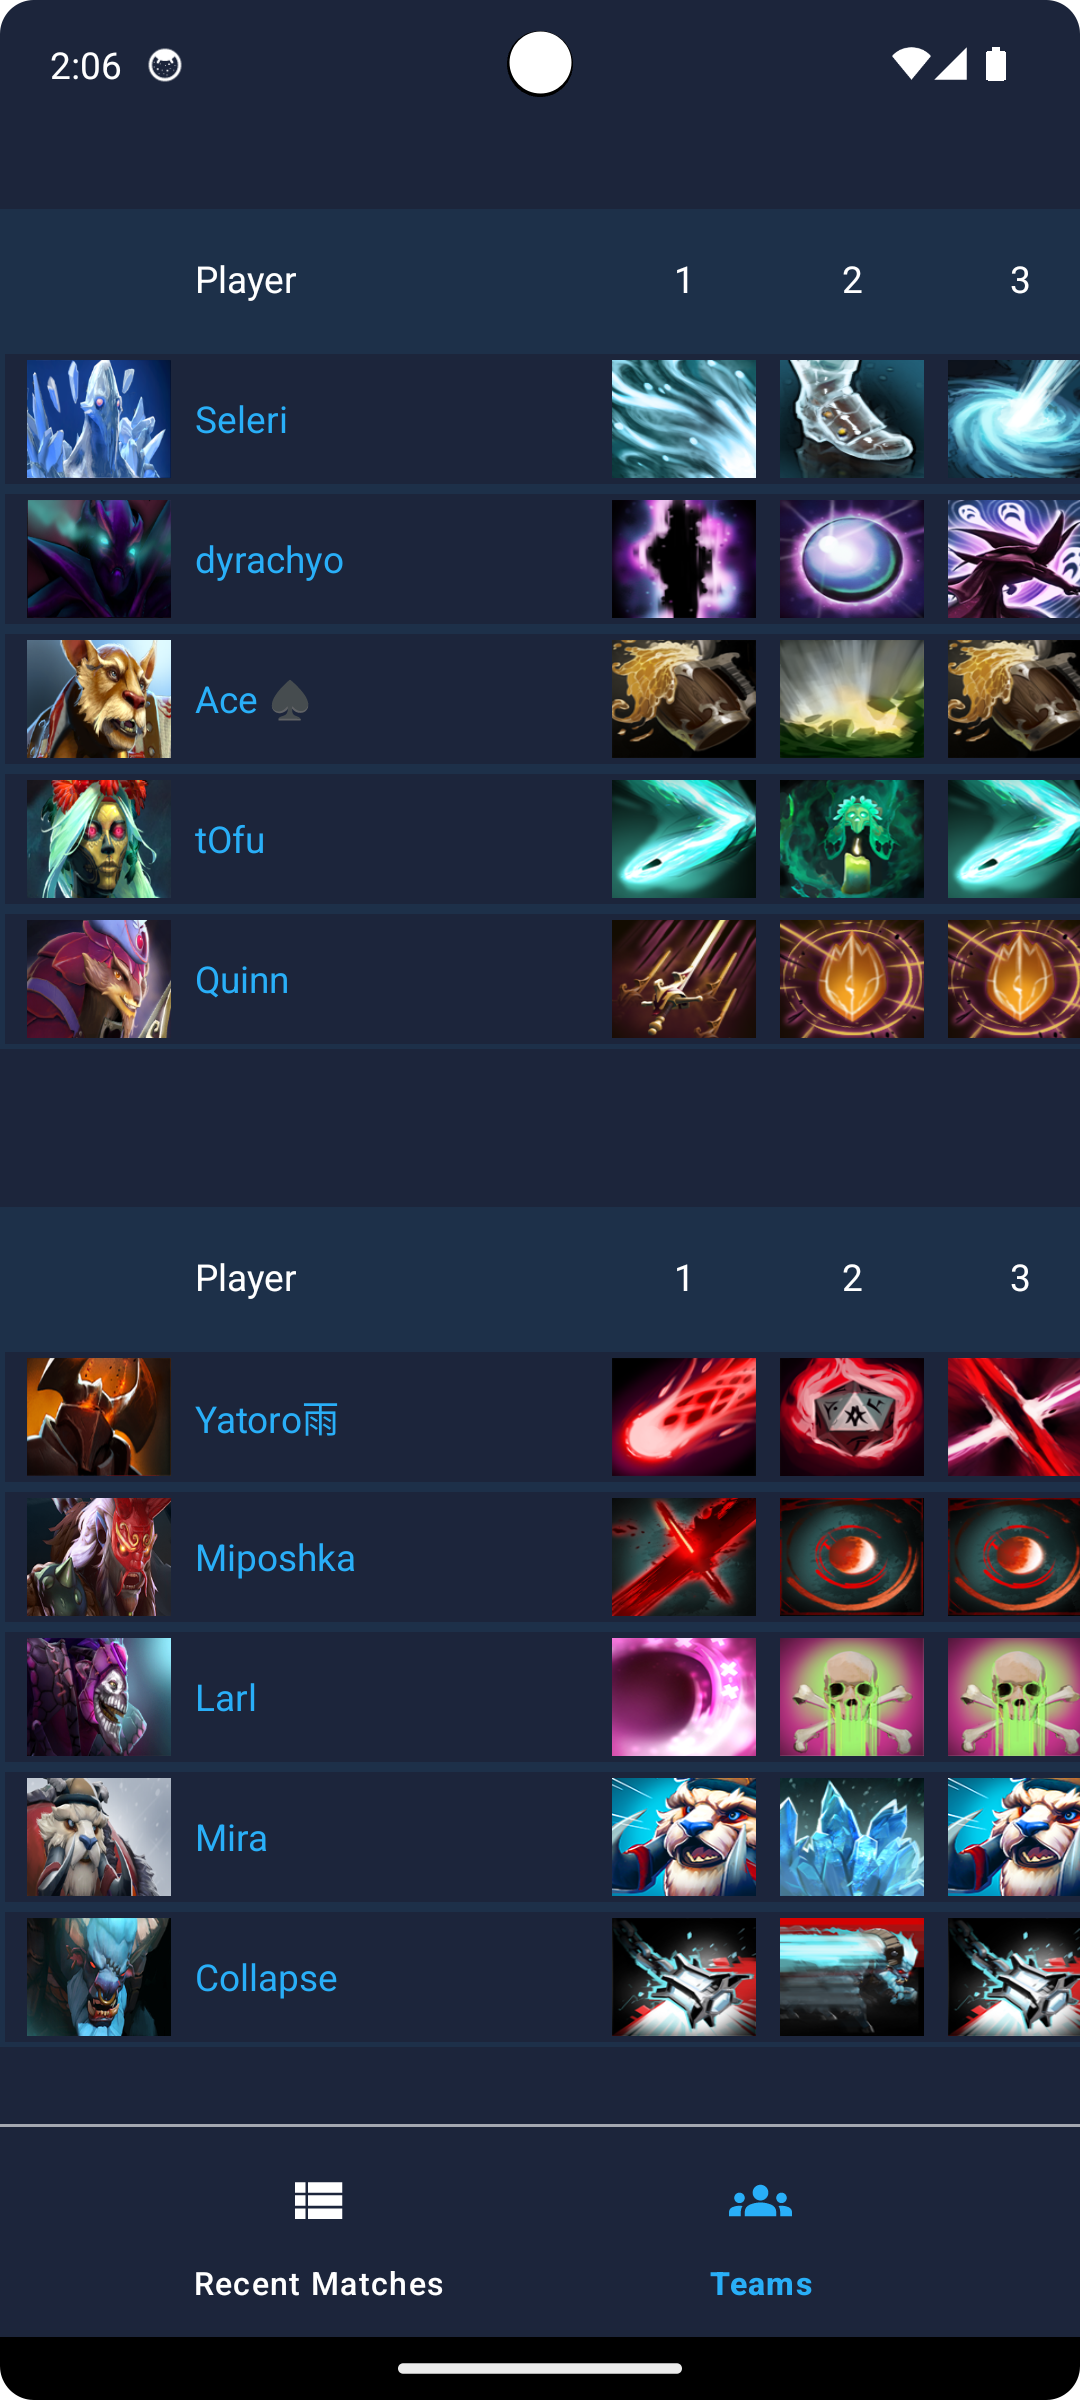 2:06
Player 1 2 3
Seleri
dyrachyo
Ace ♠
tOfu
Quinn
Player 1 2 3
Yatoro雨
Miposhka
Larl
Mira
Collapse
Recent Matches Teams